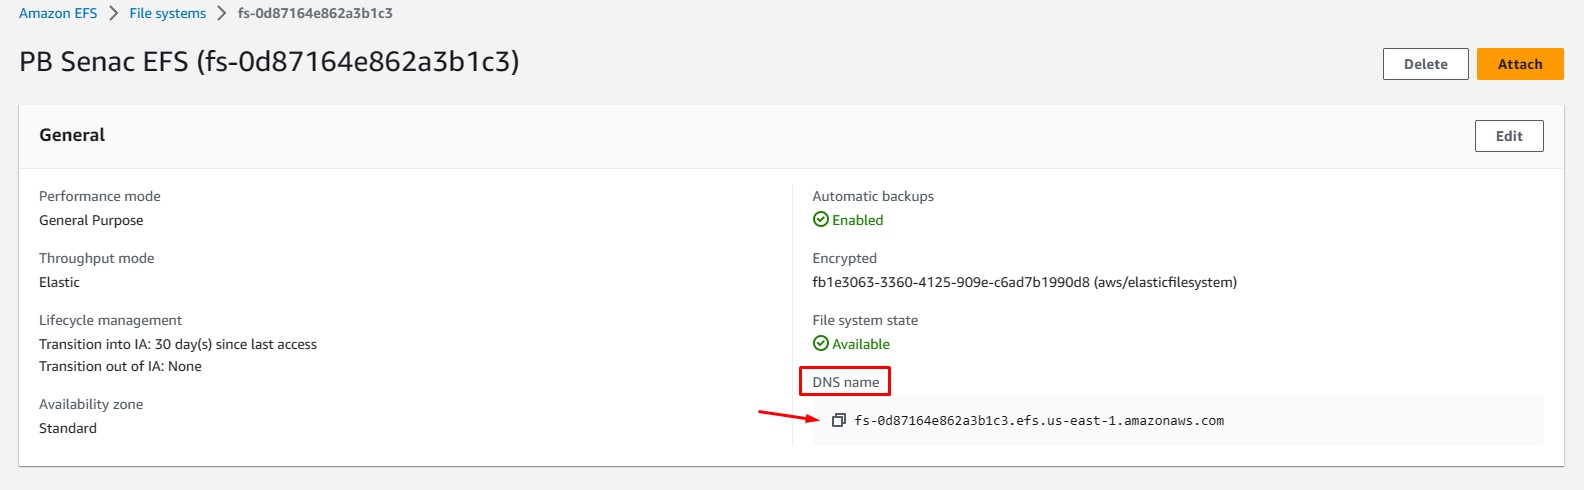 Amazon EFS > File systems > fs-0d87164e862a3b1c3
PB Senac EFS (fs-0d87164e862a3b1c3)
Delete
Attach
General
Edit
Performance mode
General Purpose
Throughput mode
Elastic
Lifecycle management
Transition into IA: 30 day(s) since last access
Transition out of IA: None
Availability zone
Standard
Automatic backups
Enabled
Encrypted
fb1e3063-3360-4125-909e-c6ad7b1990d8 (aws/elasticfilesystem)
File system state
Available
DNS name
fs-0d87164e862a3b1c3.efs.us-east-1.amazonaws.com